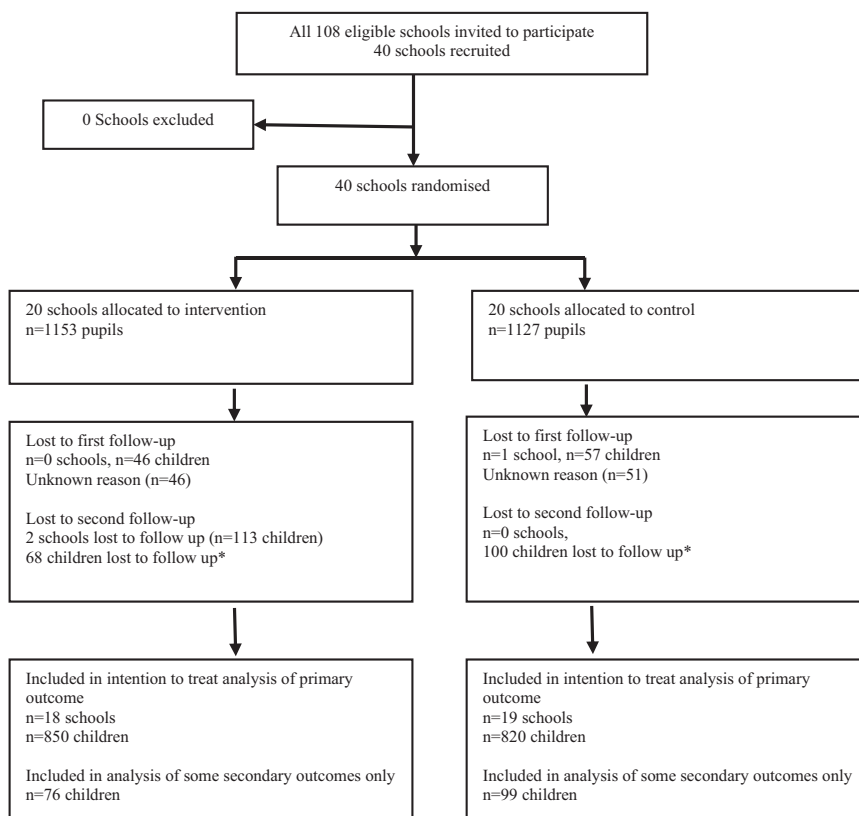 All 108 eligible schools invited to participate
40 schools recruited
0 Schools excluded
40 schools randomised
20 schools allocated to intervention
n=1153 pupils
20 schools allocated to control
n=1127 pupils
Lost to first follow-up
n=0 schools, n=46 children
Unknown reason (n=46)
Lost to second follow-up
2 schools lost to follow up (n=113 children)
68 children lost to follow up*
Lost to first follow-up
n=1 school, n=57 children
Unknown reason (n=51)
Lost to second follow-up
n=0 schools,
100 children lost to follow up*
Included in intention to treat analysis of primary
outcome
n=18 schools
n=850 children
Included in analysis of some secondary outcomes only
n=76 children
Included in intention to treat analysis of primary
outcome
n=19 schools
n=820 children
Included in analysis of some secondary outcomes only
n=99 children